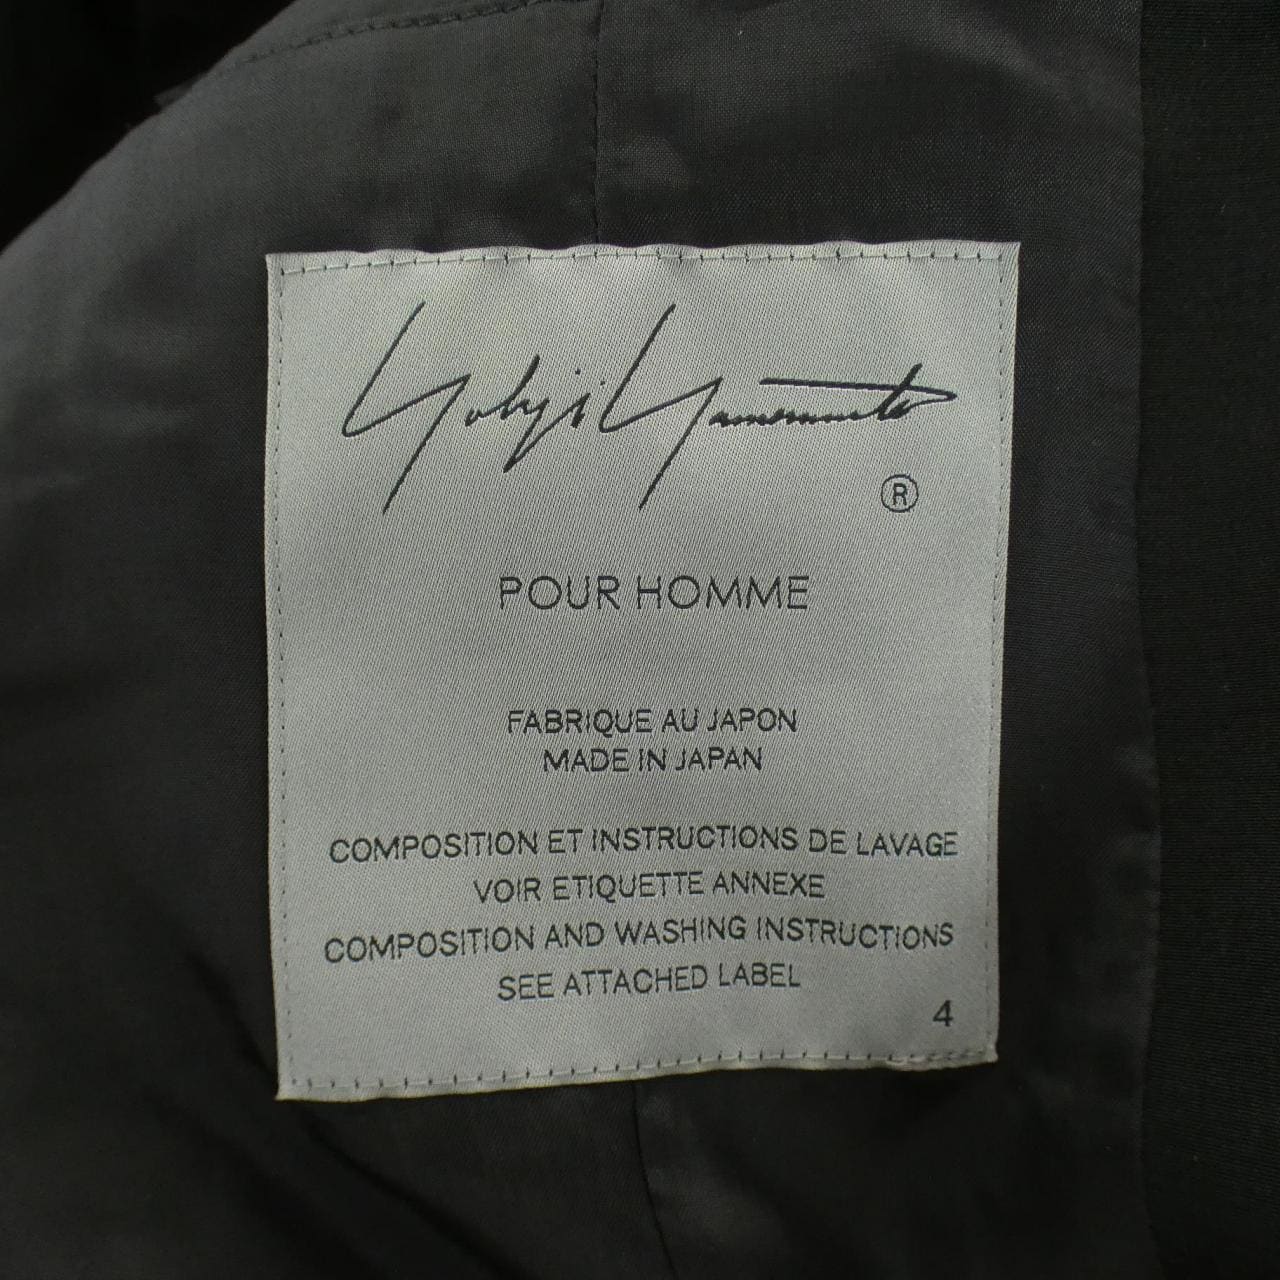 Yohji Yamamoto
®
POUR HOMME
FABRIQUE AU JAPON
MADE IN JAPAN
COMPOSITION ET INSTRUCTIONS DE LAVAGE
VOIR ETIQUETTE ANNEXE
COMPOSITION AND WASHING INSTRUCTIONS
SEE ATTACHED LABEL
4